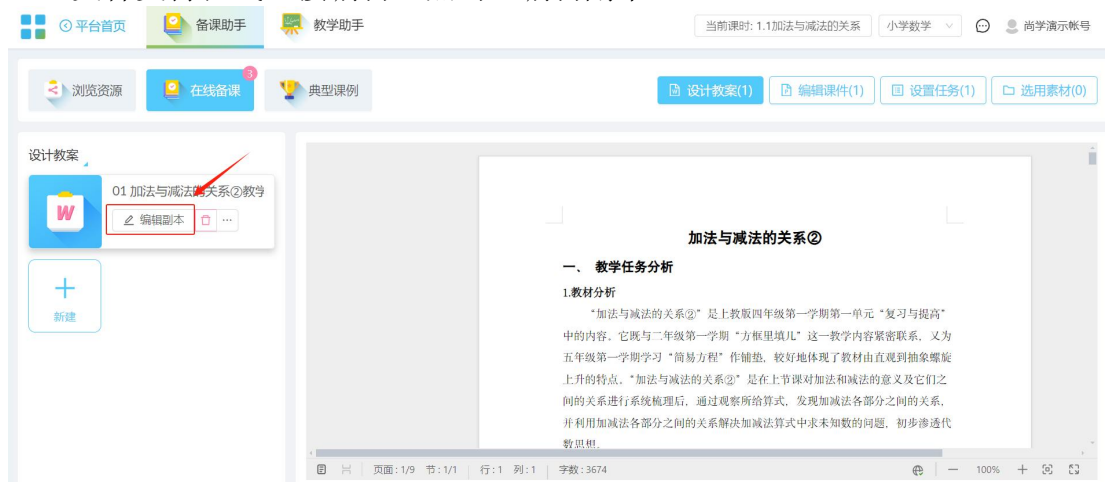 平台首页
备课助手
教学助手
当前课时: 1.1加法与减法的关系
小学数学
尚学演示帐号
浏览资源
在线备课
3
典型课例
设计教案(1)
编辑课件(1)
设置任务(1)
选用素材(0)
设计教案
W
01 加法与减法的关系②教学
编辑副本
新建
加法与减法的关系②
一、 教学任务分析
1.教材分析
“加法与减法的关系②”是上教版四年级第一学期第一单元“复习与提高”
中的内容。它既与二年级第一学期“方框里填几”这一教学内容紧密联系，又为
五年级第一学期学习“简易方程”作铺垫，较好地体现了教材由直观到抽象螺旋
上升的特点。“加法与减法的关系②”是在上节课对加法和减法的意义及它们之
间的关系进行系统梳理后，通过观察所给算式，发现加减法各部分之间的关系，
并利用加减法各部分之间的关系解决加减法算式中求未知数的问题，初步渗透代
数思想。
页面: 1/9 节: 1/1 行: 1 列: 1 字数: 3674
100%